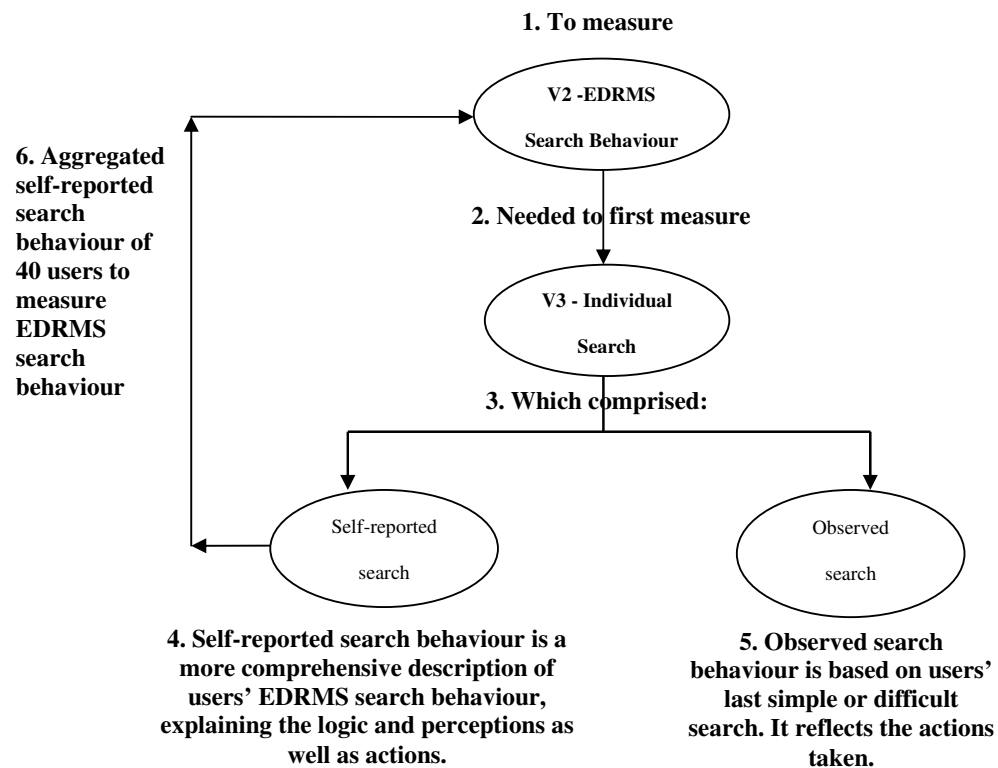 1. To measure
V2 -EDRMS
Search Behaviour
6. Aggregated
self-reported
search
behaviour of
40 users to
measure
EDRMS
search
behaviour
2. Needed to first measure
V3 - Individual
Search
3. Which comprised:
Self-reported
search
Observed
search
4. Self-reported search behaviour is a
more comprehensive description of
users’ EDRMS search behaviour,
explaining the logic and perceptions as
well as actions.
5. Observed search
behaviour is based on users’
last simple or difficult
search. It reflects the actions
taken.